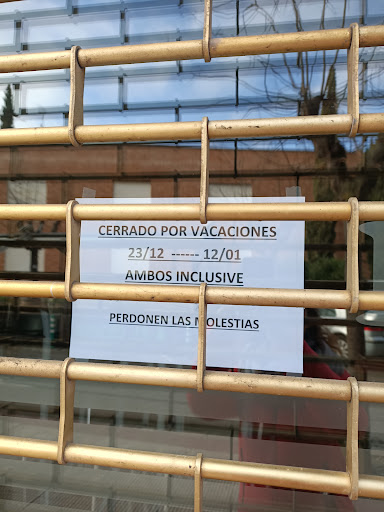 CERRADO POR VACACIONES
23/12 ------ 12/01
AMBOS INCLUSIVE
PERDONEN LAS MOLESTIAS